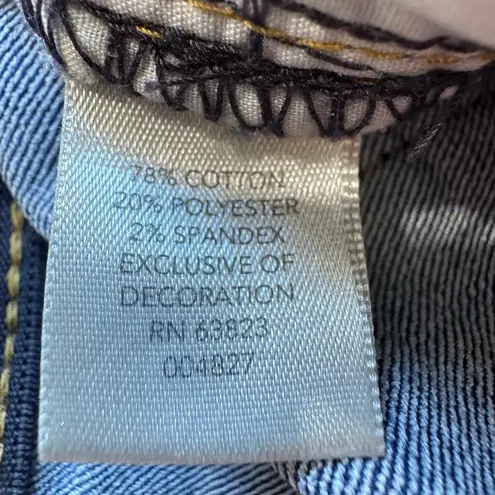 78% COTTON
20% POLYESTER
2% SPANDEX
EXCLUSIVE OF
DECORATION
RN 63823
004827